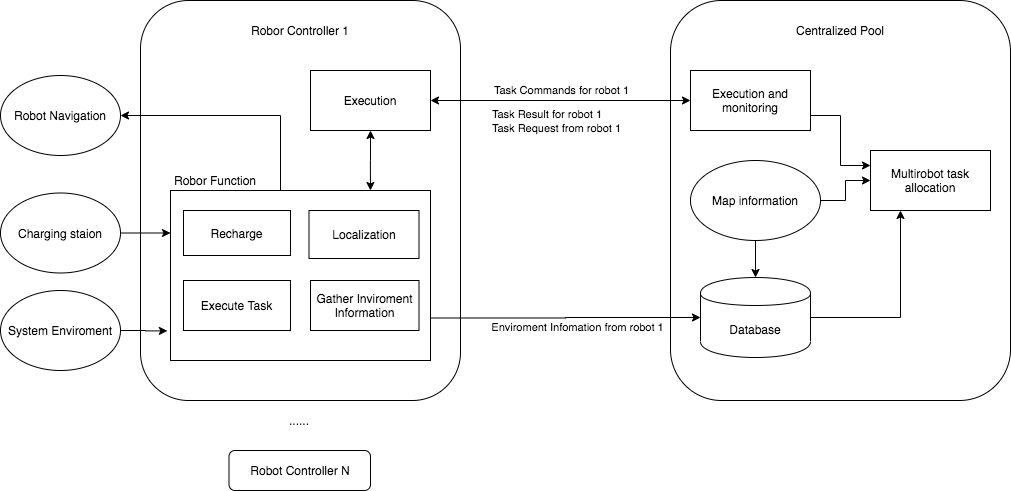 Robor Controller 1
Centralized Pool
Robot Navigation
Execution
Task Commands for robot 1
Task Result for robot 1
Task Request from robot 1
Execution and
monitoring
Multirobot task
allocation
Robor Function
Map information
Charging staion
Recharge
Localization
System Enviroment
Execute Task
Gather Inviroment
Information
Enviroment Infomation from robot 1
Database
......
Robot Controller N